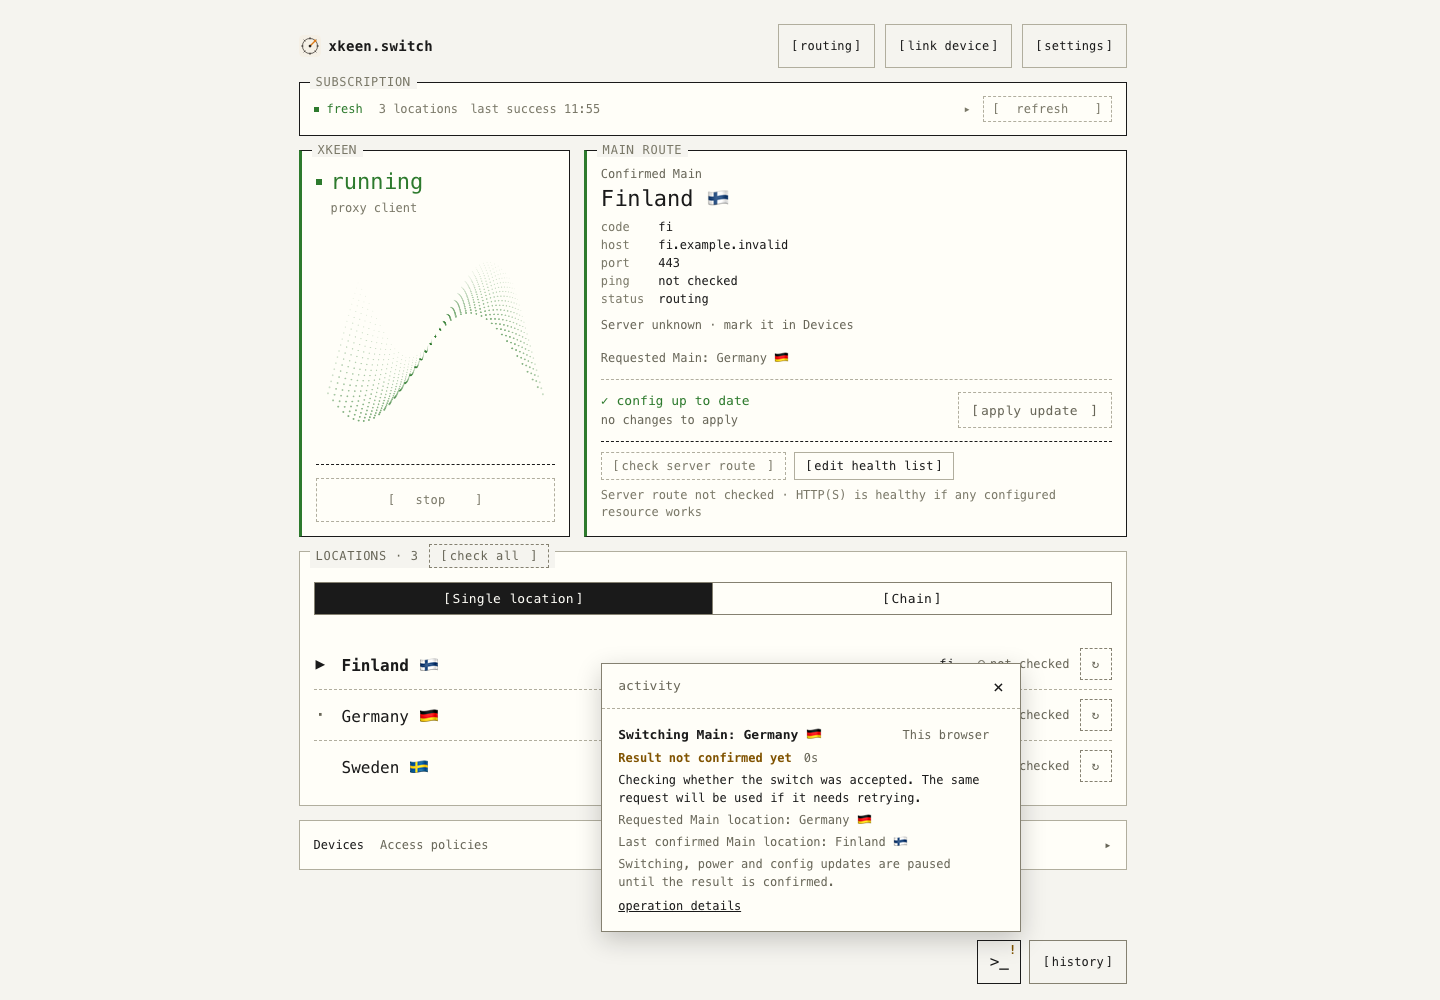 xkeen.switch
[routing] [link device] [settings]
SUBSCRIPTION
fresh 3 locations last success 11:55 ▸ [ refresh ]
XKEEN
running
proxy client
[ stop ]
MAIN ROUTE
Confirmed Main
Finland 🇫🇮
code fi
host fi.example.invalid
port 443
ping not checked
status routing
Server unknown · mark it in Devices
Requested Main: Germany 🇩🇪
✓ config up to date
no changes to apply
[apply update ]
[check server route ] [edit health list]
Server route not checked · HTTP(S) is healthy if any configured
resource works
LOCATIONS · 3 [check all ]
[Single location] [Chain]
▶ Finland 🇫🇮 checked ↻
· Germany 🇩🇪 checked ↻
Sweden 🇸🇪 checked ↻
Devices Access policies ▸
activity ×
Switching Main: Germany 🇩🇪 This browser
Result not confirmed yet 0s
Checking whether the switch was accepted. The same
request will be used if it needs retrying.
Requested Main location: Germany 🇩🇪
Last confirmed Main location: Finland 🇫🇮
Switching, power and config updates are paused
until the result is confirmed.
operation details
>_ ! [history]